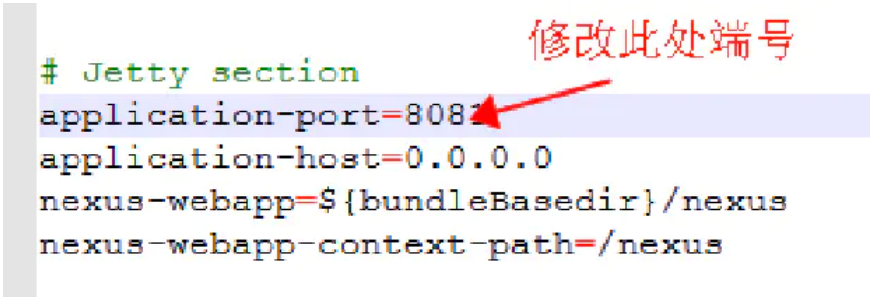 修改此处端号
# Jetty section
application-port=808
application-host=0.0.0.0
nexus-webapp=${bundleBasedir}/nexus
nexus-webapp-context-path=/nexus